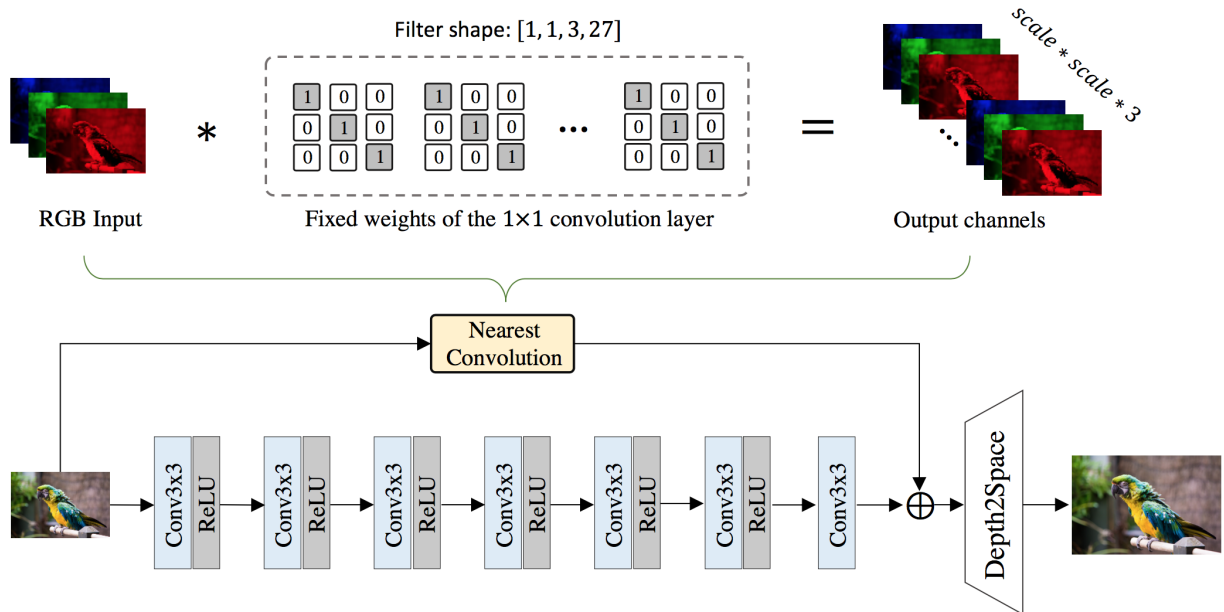 Filter shape: [1, 1, 3, 27]
scale * scale * 3
1 0 0 1 0 0 1 0 0
0 1 0 0 1 0 ... 0 1 0
0 0 1 0 0 1 0 0 1
*
=
RGB Input
Fixed weights of the 1×1 convolution layer
Output channels
Nearest
Convolution
Conv3x3
ReLU
Conv3x3
ReLU
Conv3x3
ReLU
Conv3x3
ReLU
Conv3x3
ReLU
Conv3x3
ReLU
Conv3x3
Depth2Space